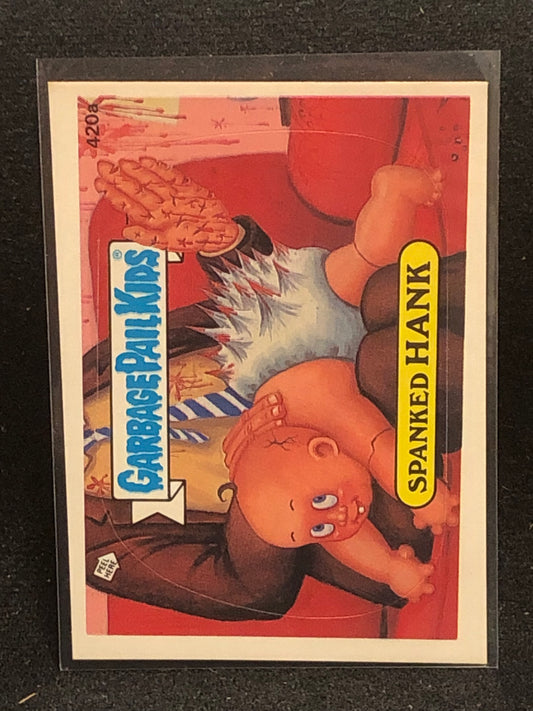 420a
GARBAGE PAIL KIDS®
PEEL
HERE
SPANKED HANK